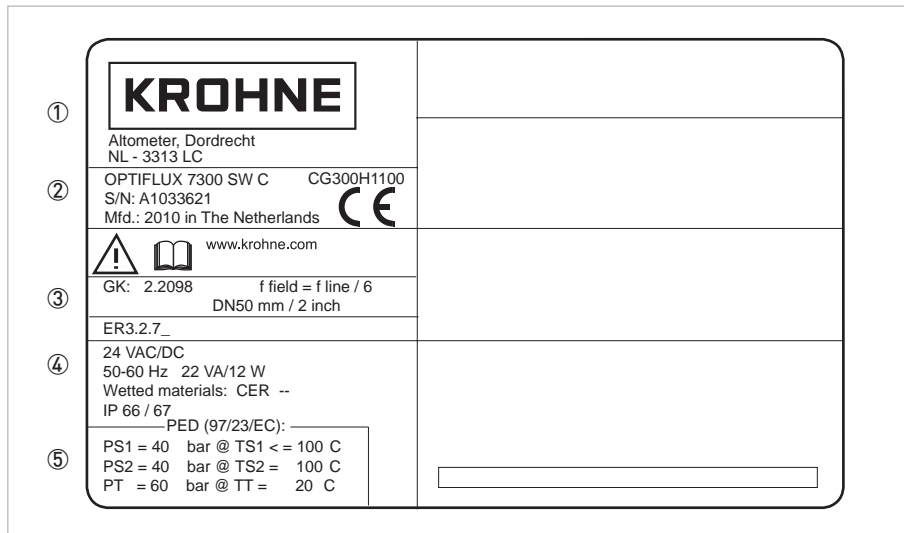 ①
KROHNE
Altometer, Dordrecht
NL - 3313 LC
②
OPTIFLUX 7300 SW C CG300H1100
S/N: A1033621
Mfd.: 2010 in The Netherlands CE
www.krohne.com
③
GK: 2.2098 f field = f line / 6
DN50 mm / 2 inch
ER3.2.7_
④
24 VAC/DC
50-60 Hz 22 VA/12 W
Wetted materials: CER --
IP 66 / 67
PED (97/23/EC):
⑤
PS1 = 40 bar @ TS1 < = 100 C
PS2 = 40 bar @ TS2 = 100 C
PT = 60 bar @ TT = 20 C